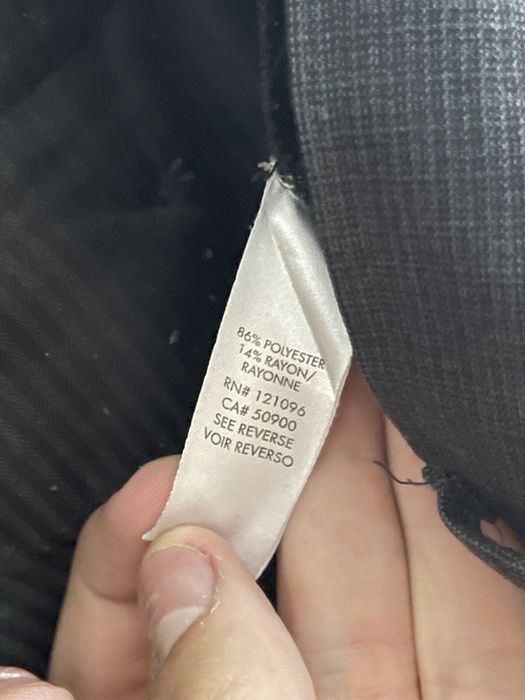 86% POLYESTER
14% RAYON/
RAYONNE
RN# 121096
CA# 50900
SEE REVERSE
VOIR REVERSO